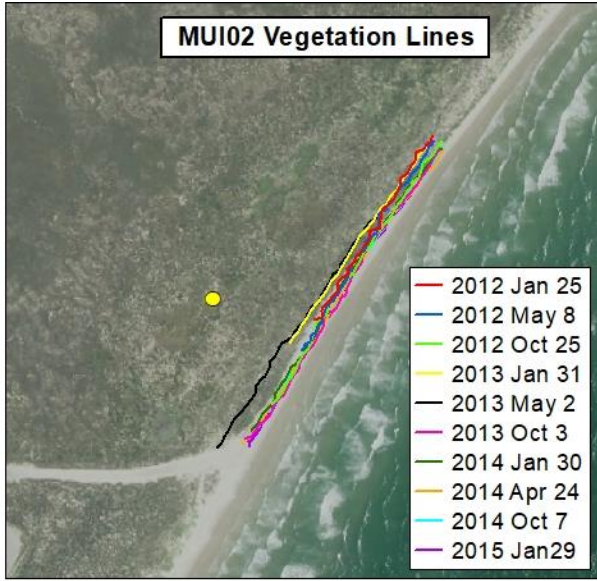 MUI02 Vegetation Lines
2012 Jan 25
2012 May 8
2012 Oct 25
2013 Jan 31
2013 May 2
2013 Oct 3
2014 Jan 30
2014 Apr 24
2014 Oct 7
2015 Jan29